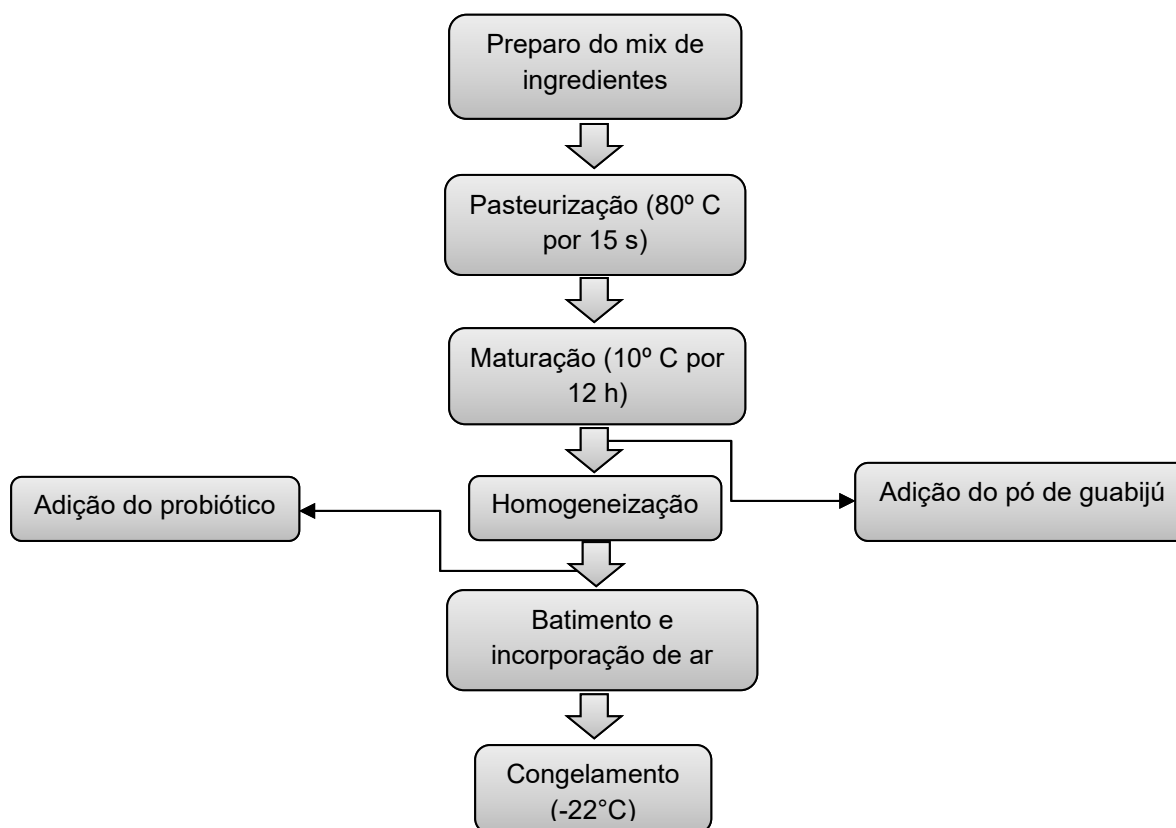 Preparo do mix de
ingredientes
Pasteurização (80º C
por 15 s)
Maturação (10º C por
12 h)
Adição do probiótico
Homogeneização
Adição do pó de guabijú
Batimento e
incorporação de ar
Congelamento
(-22°C)